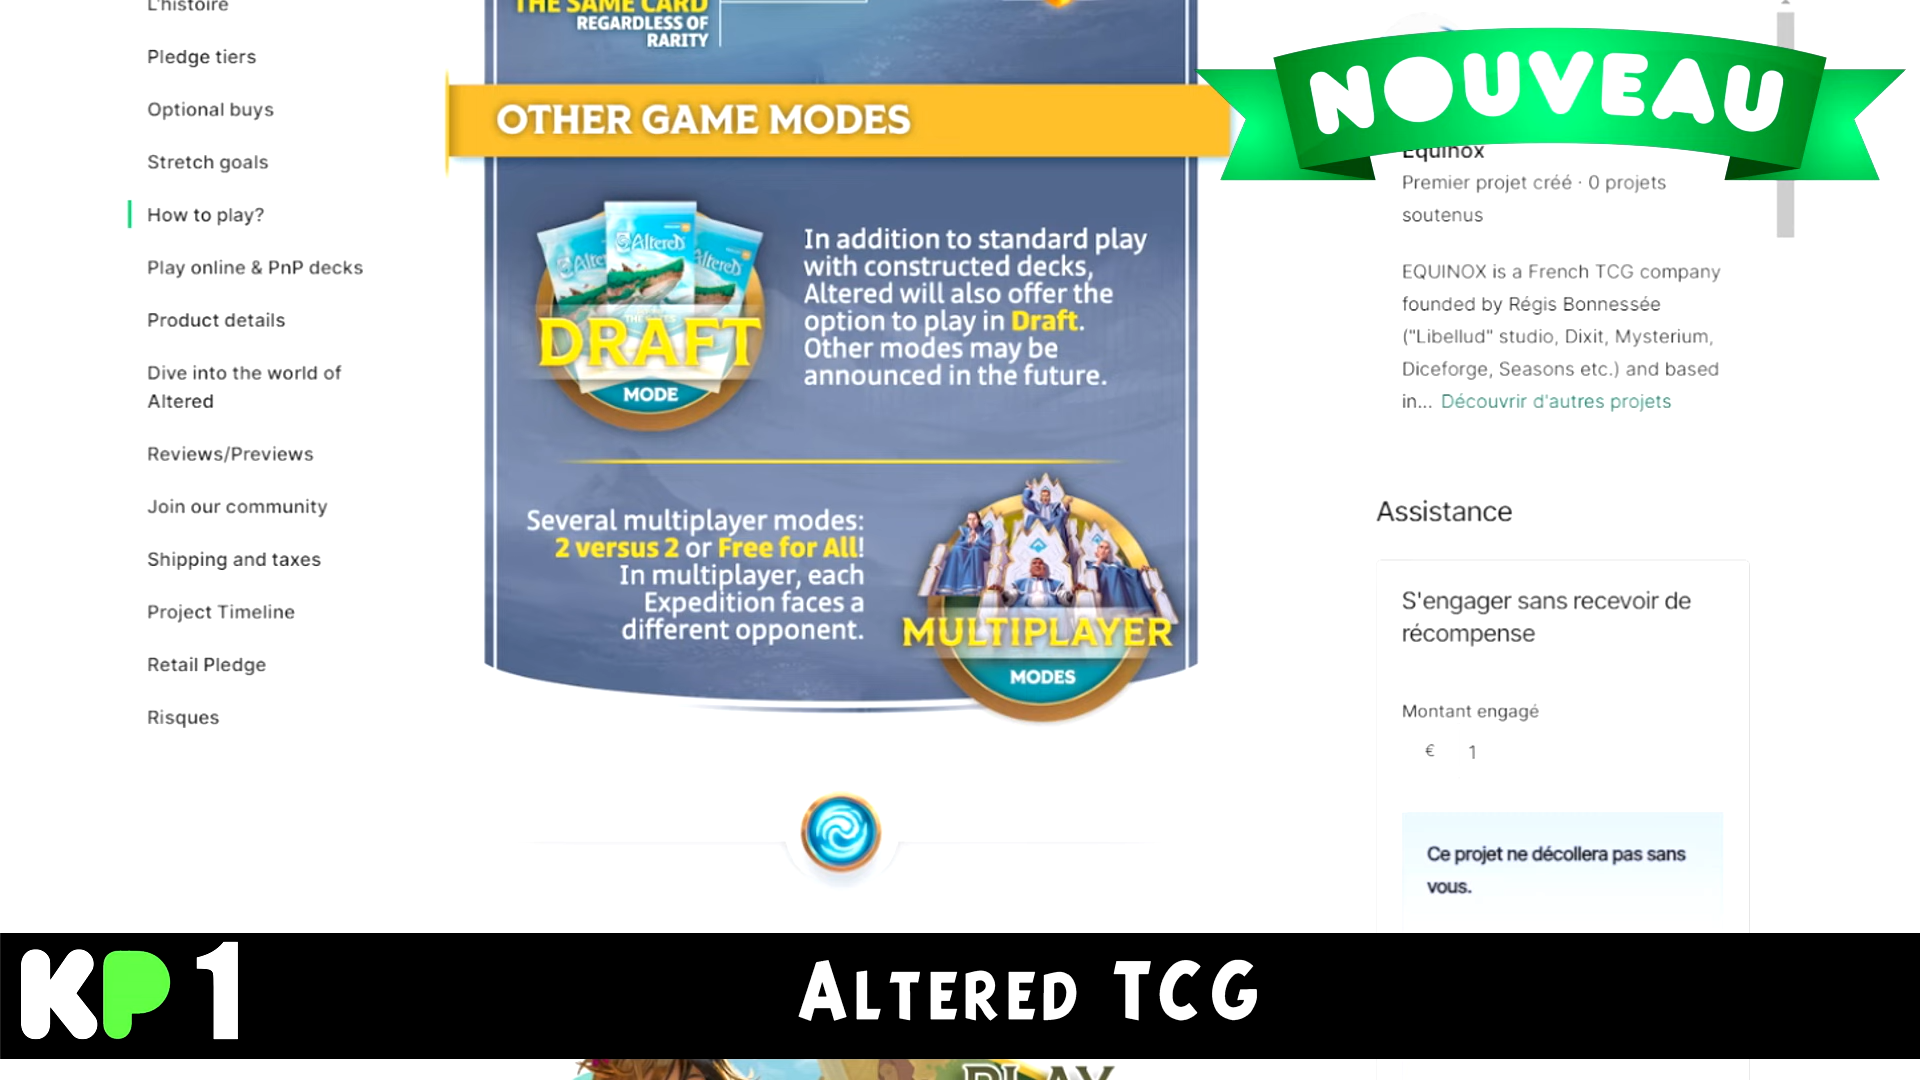 L'histoire
Pledge tiers
Optional buys
Stretch goals
How to play?
Play online & PnP decks
Product details
Dive into the world of
Altered
Reviews/Previews
Join our community
Shipping and taxes
Project Timeline
Retail Pledge
Risques
THE SAME CARD
REGARDLESS OF
RARITY
OTHER GAME MODES
Altered
DRAFT
MODE
In addition to standard play
with constructed decks,
Altered will also offer the
option to play in Draft.
Other modes may be
announced in the future.
Several multiplayer modes:
2 versus 2 or Free for All!
In multiplayer, each
Expedition faces a
different opponent.
MULTIPLAYER
MODES
NOUVEAU
Equinox
Premier projet créé · 0 projets
soutenus
EQUINOX is a French TCG company
founded by Régis Bonnessée
("Libellud" studio, Dixit, Mysterium,
Diceforge, Seasons etc.) and based
in... Découvrir d'autres projets
Assistance
S'engager sans recevoir de
récompense
Montant engagé
€ 1
Ce projet ne décollera pas sans
vous.
KP 1
ALTERED TCG
PLAY